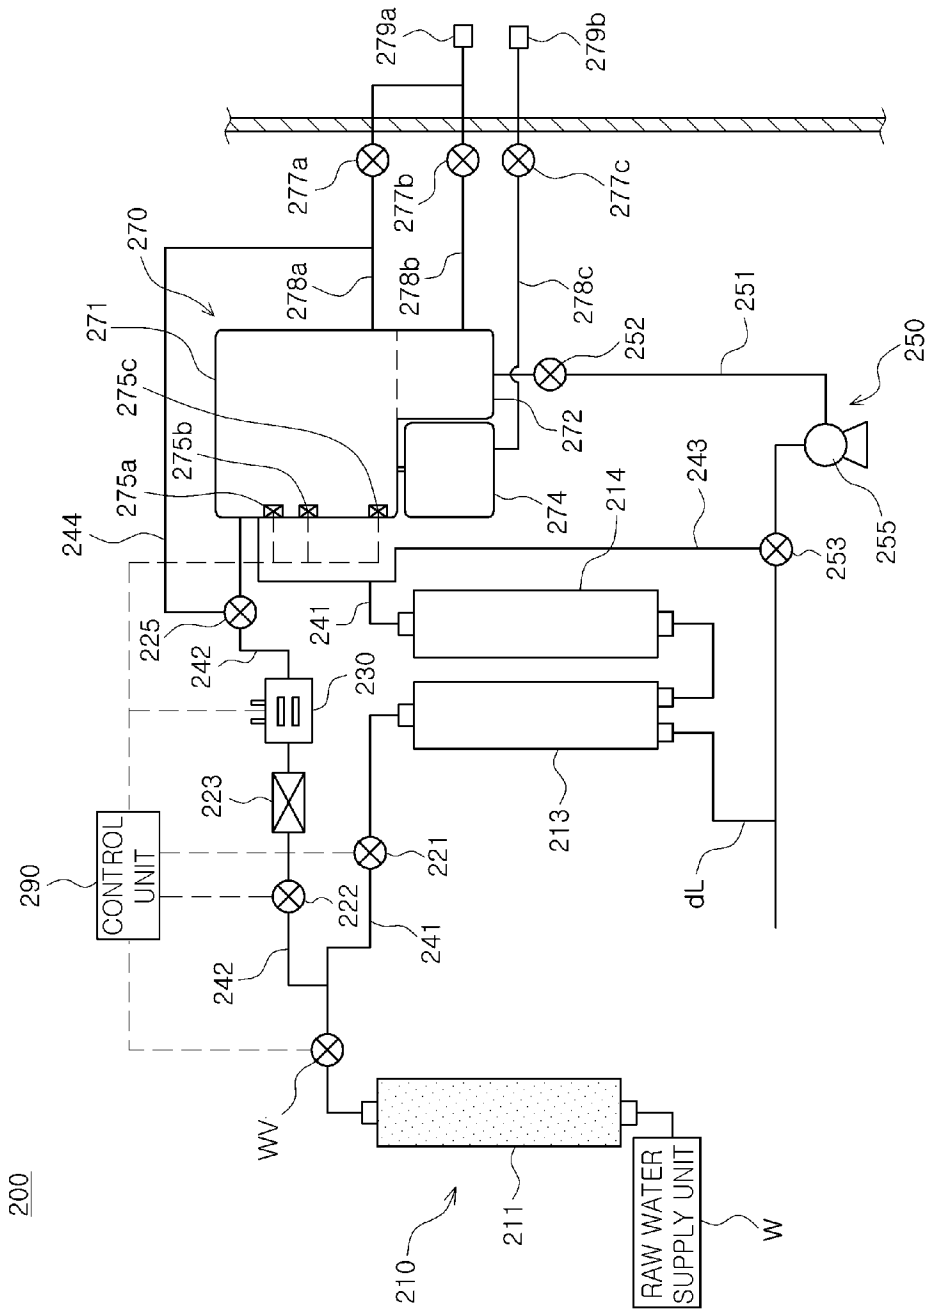 200
290
CONTROL
UNIT
244
271
275a
275c
270
225
275b
242
223
242
WV
230
222
278a
277a
241
241
221
210
279a
278b
277b
211
213
274
272
278c
214
279b
277c
252
RAW WATER
SUPPLY UNIT
dL
243
251
W
253
255
250